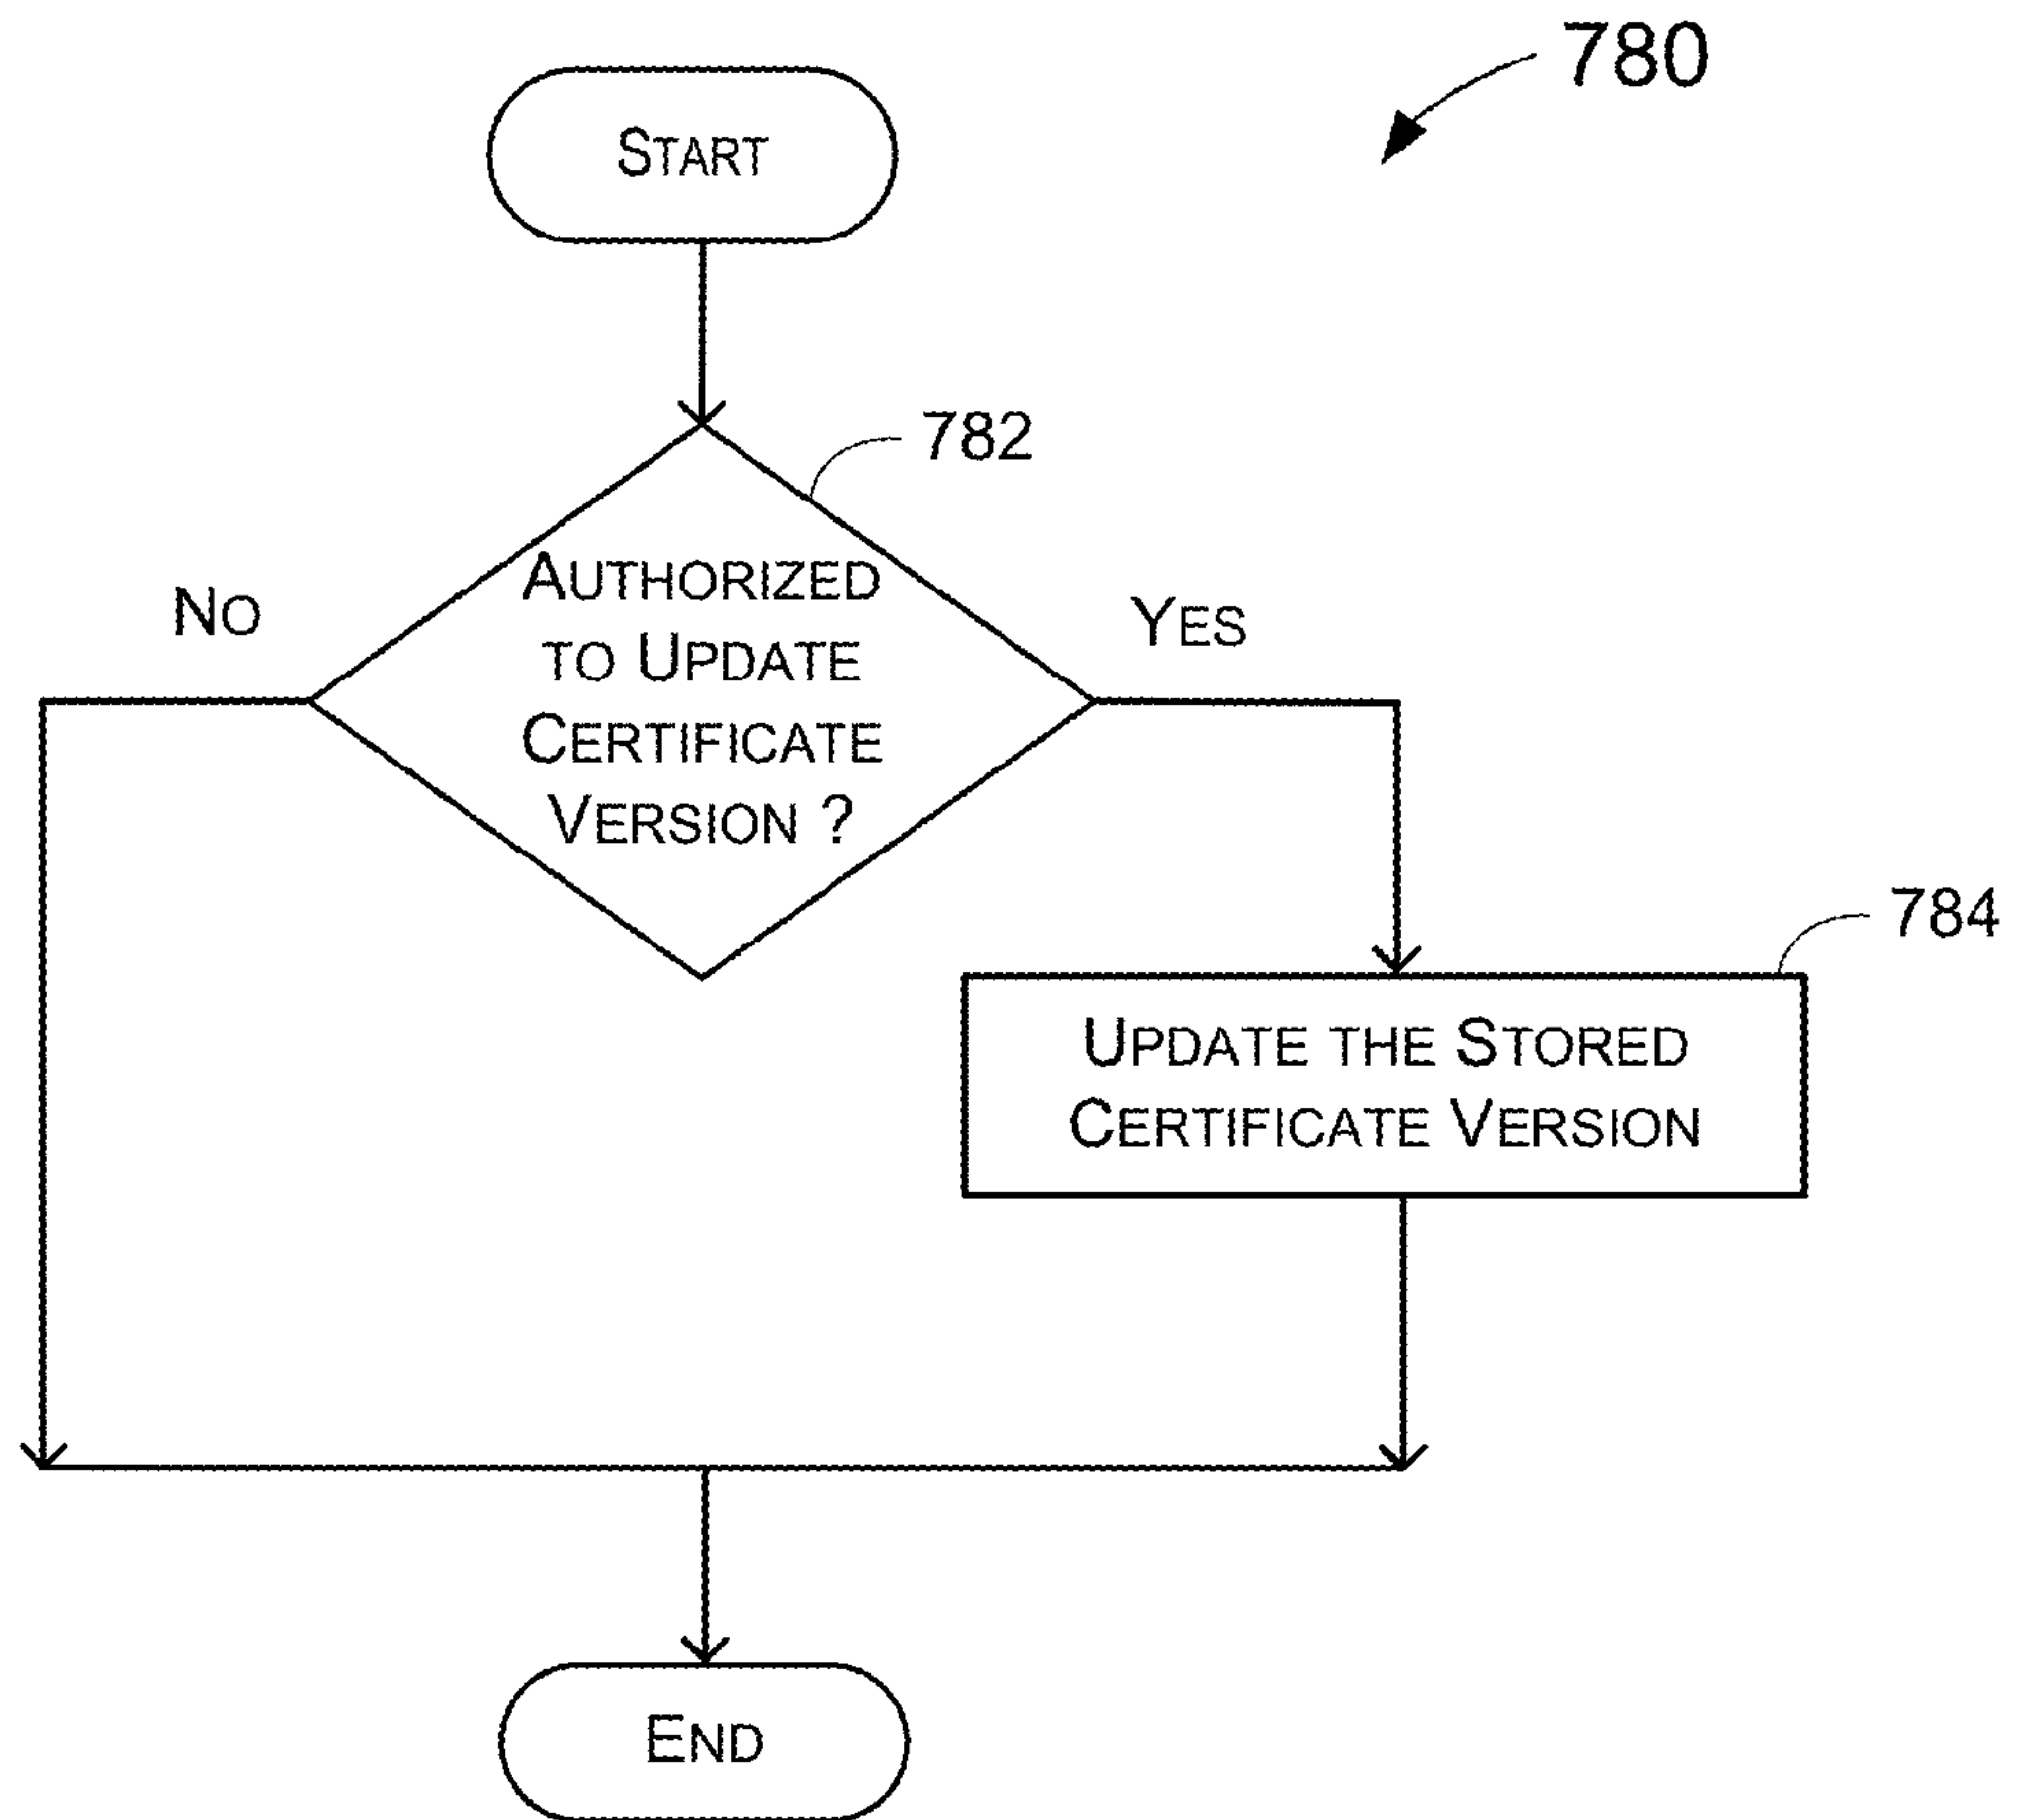 780
START
782
AUTHORIZED
TO UPDATE
CERTIFICATE
VERSION ?
NO
YES
784
UPDATE THE STORED
CERTIFICATE VERSION
END